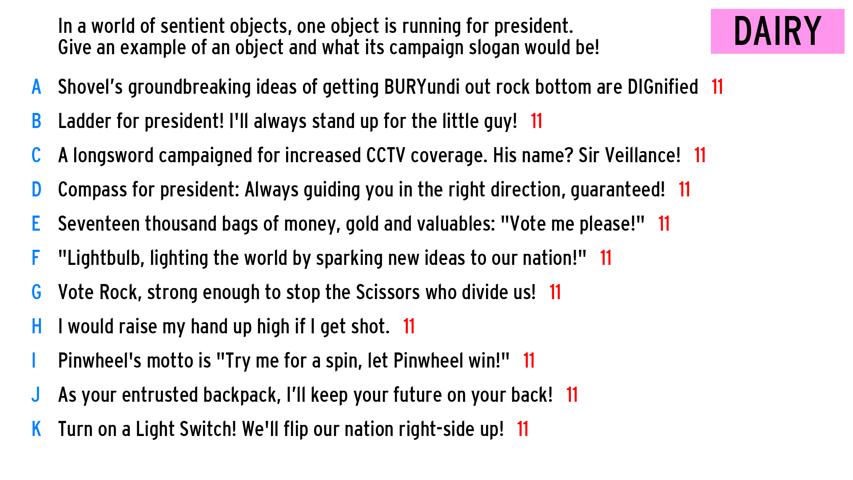 In a world of sentient objects, one object is running for president.
Give an example of an object and what its campaign slogan would be!
DAIRY
A Shovel's groundbreaking ideas of getting BURYundi out rock bottom are DIGnified 11
B Ladder for president! I'll always stand up for the little guy! 11
C A longsword campaigned for increased CCTV coverage. His name? Sir Veillance! 11
D Compass for president: Always guiding you in the right direction, guaranteed! 11
E Seventeen thousand bags of money, gold and valuables: "Vote me please!" 11
F "Lightbulb, lighting the world by sparking new ideas to our nation!" 11
G Vote Rock, strong enough to stop the Scissors who divide us! 11
H I would raise my hand up high if I get shot. 11
I Pinwheel's motto is "Try me for a spin, let Pinwheel win!" 11
J As your entrusted backpack, I'll keep your future on your back! 11
K Turn on a Light Switch! We'll flip our nation right-side up! 11